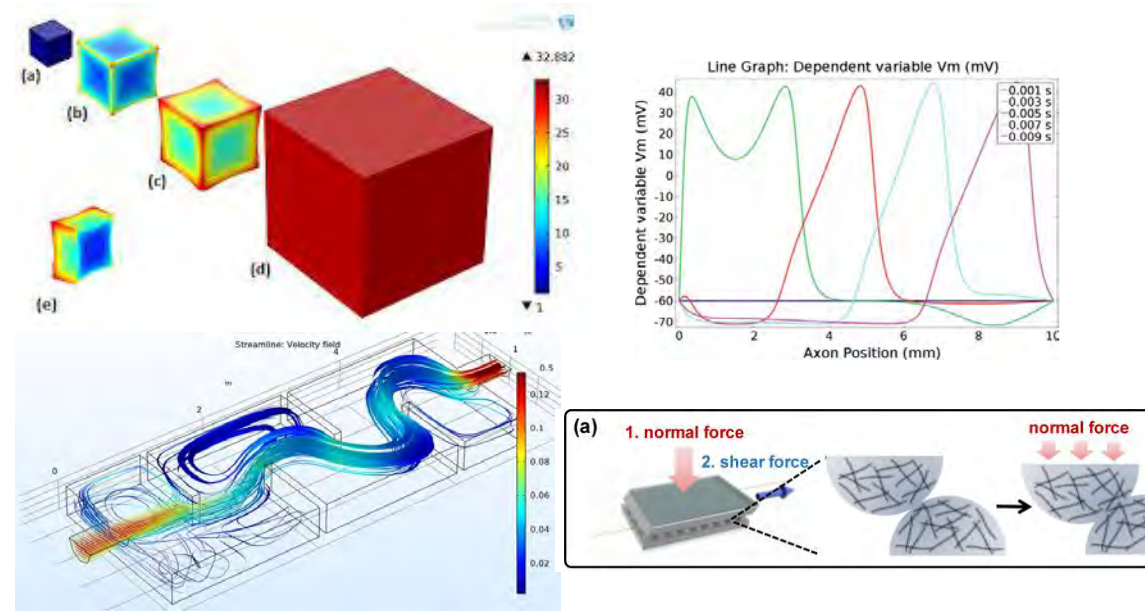 (a)
(b)
(c)
(d)
(e)
▲ 32.882
30
25
20
15
10
5
▼ 1
Line Graph: Dependent variable Vm (mV)
Dependent variable Vm (mV)
40
30
20
10
0
-10
-20
-30
-40
-50
-60
-70
0.001 s
0.003 s
0.005 s
0.007 s
0.009 s
0 2 4 6 8 10
Axon Position (mm)
Streamline: Velocity field
m
0
2
4
1
0.5
0.12
0.1
0.08
0.06
0.04
0.02
(a)
1. normal force
2. shear force
normal force